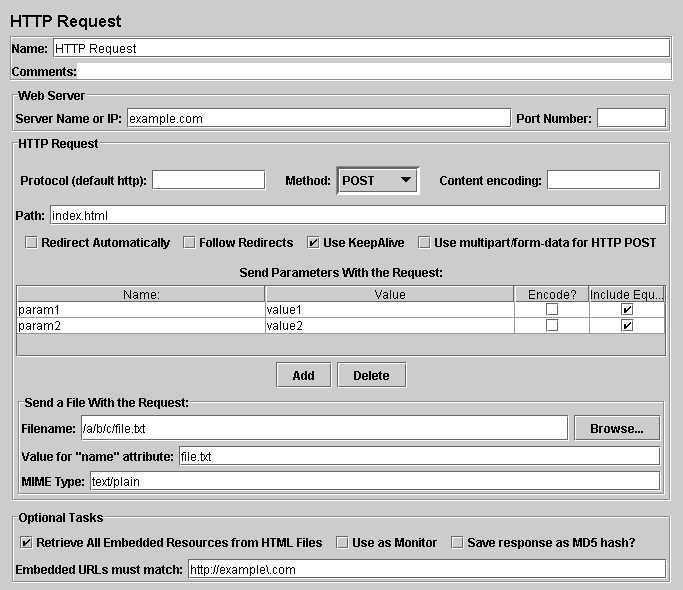 HTTP Request
Name: HTTP Request
Comments:
Web Server
Server Name or IP: example.com Port Number:
HTTP Request
Protocol (default http): Method: POST Content encoding:
Path: index.html
Redirect Automatically Follow Redirects Use KeepAlive Use multipart/form-data for HTTP POST
Send Parameters With the Request:
Name: Value Encode? Include Equ...
param1 value1
param2 value2
Add Delete
Send a File With the Request:
Filename: /a/b/c/file.txt Browse...
Value for "name" attribute: file.txt
MIME Type: text/plain
Optional Tasks
Retrieve All Embedded Resources from HTML Files Use as Monitor Save response as MD5 hash?
Embedded URLs must match: http://example\.com